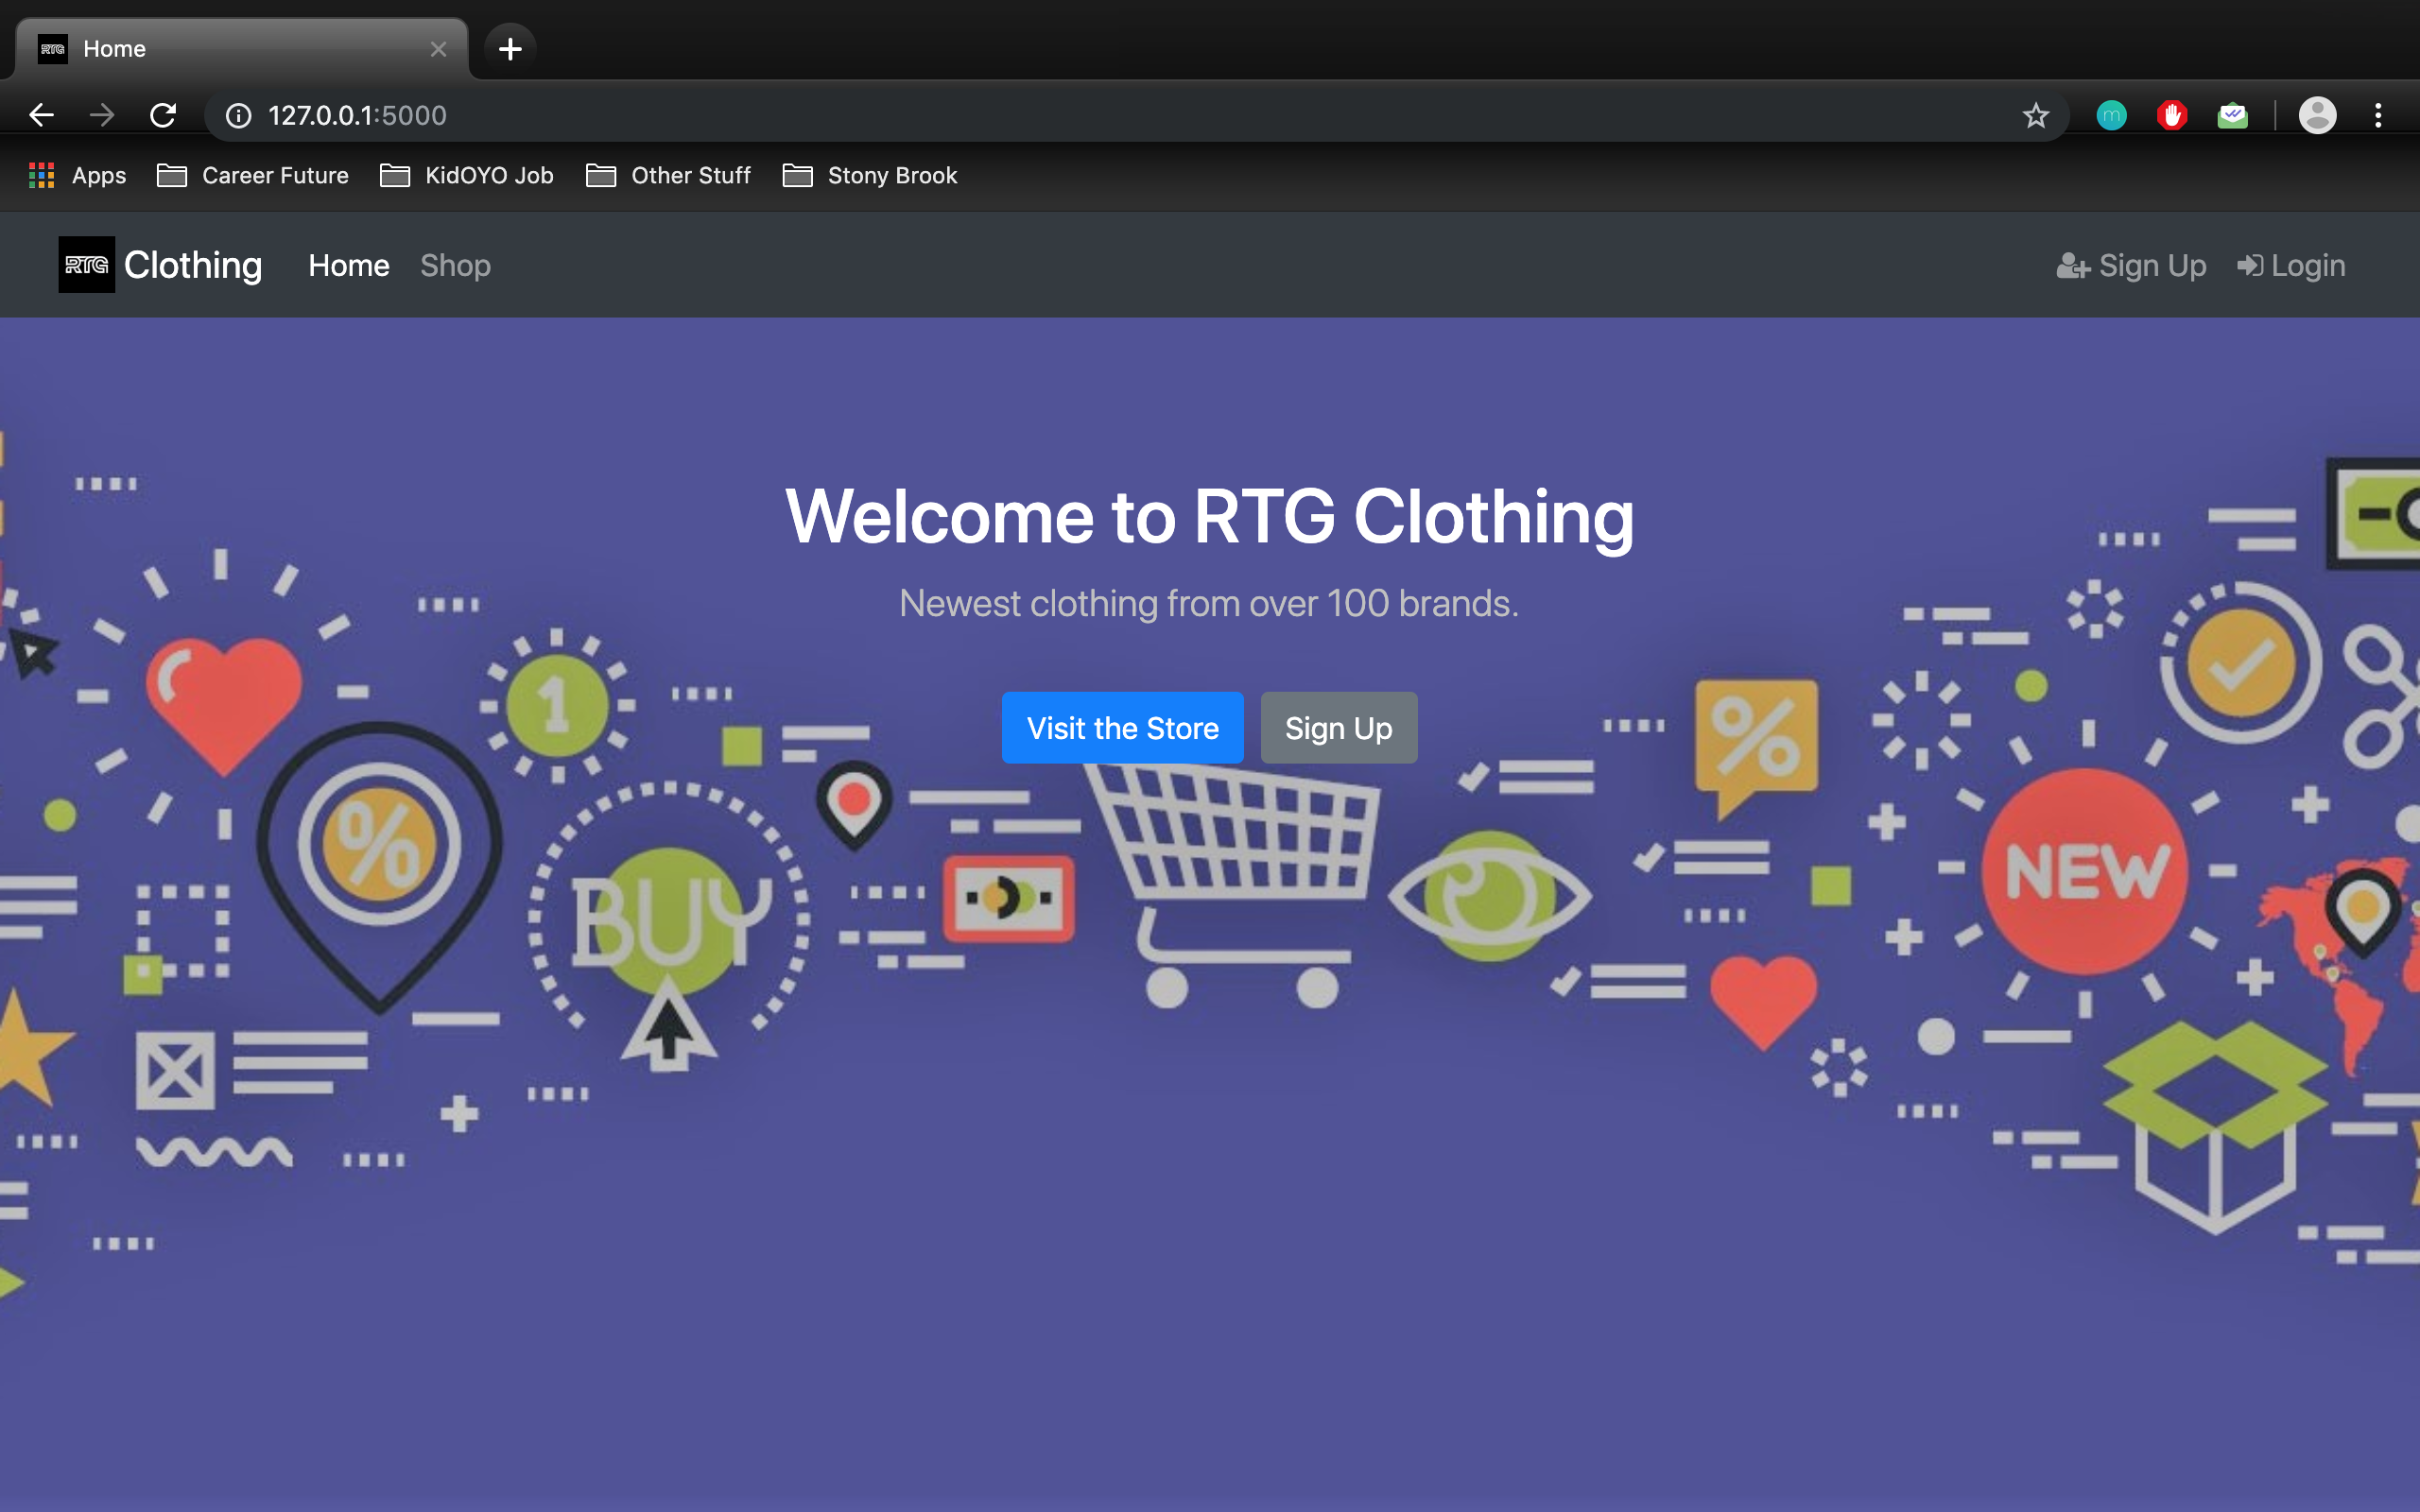 RTG Home
127.0.0.1:5000
m
Apps Career Future KidOYO Job Other Stuff Stony Brook
RTG Clothing Home Shop Sign Up Login
Welcome to RTG Clothing
Newest clothing from over 100 brands.
Visit the Store Sign Up
1
%
%
BUY
NEW